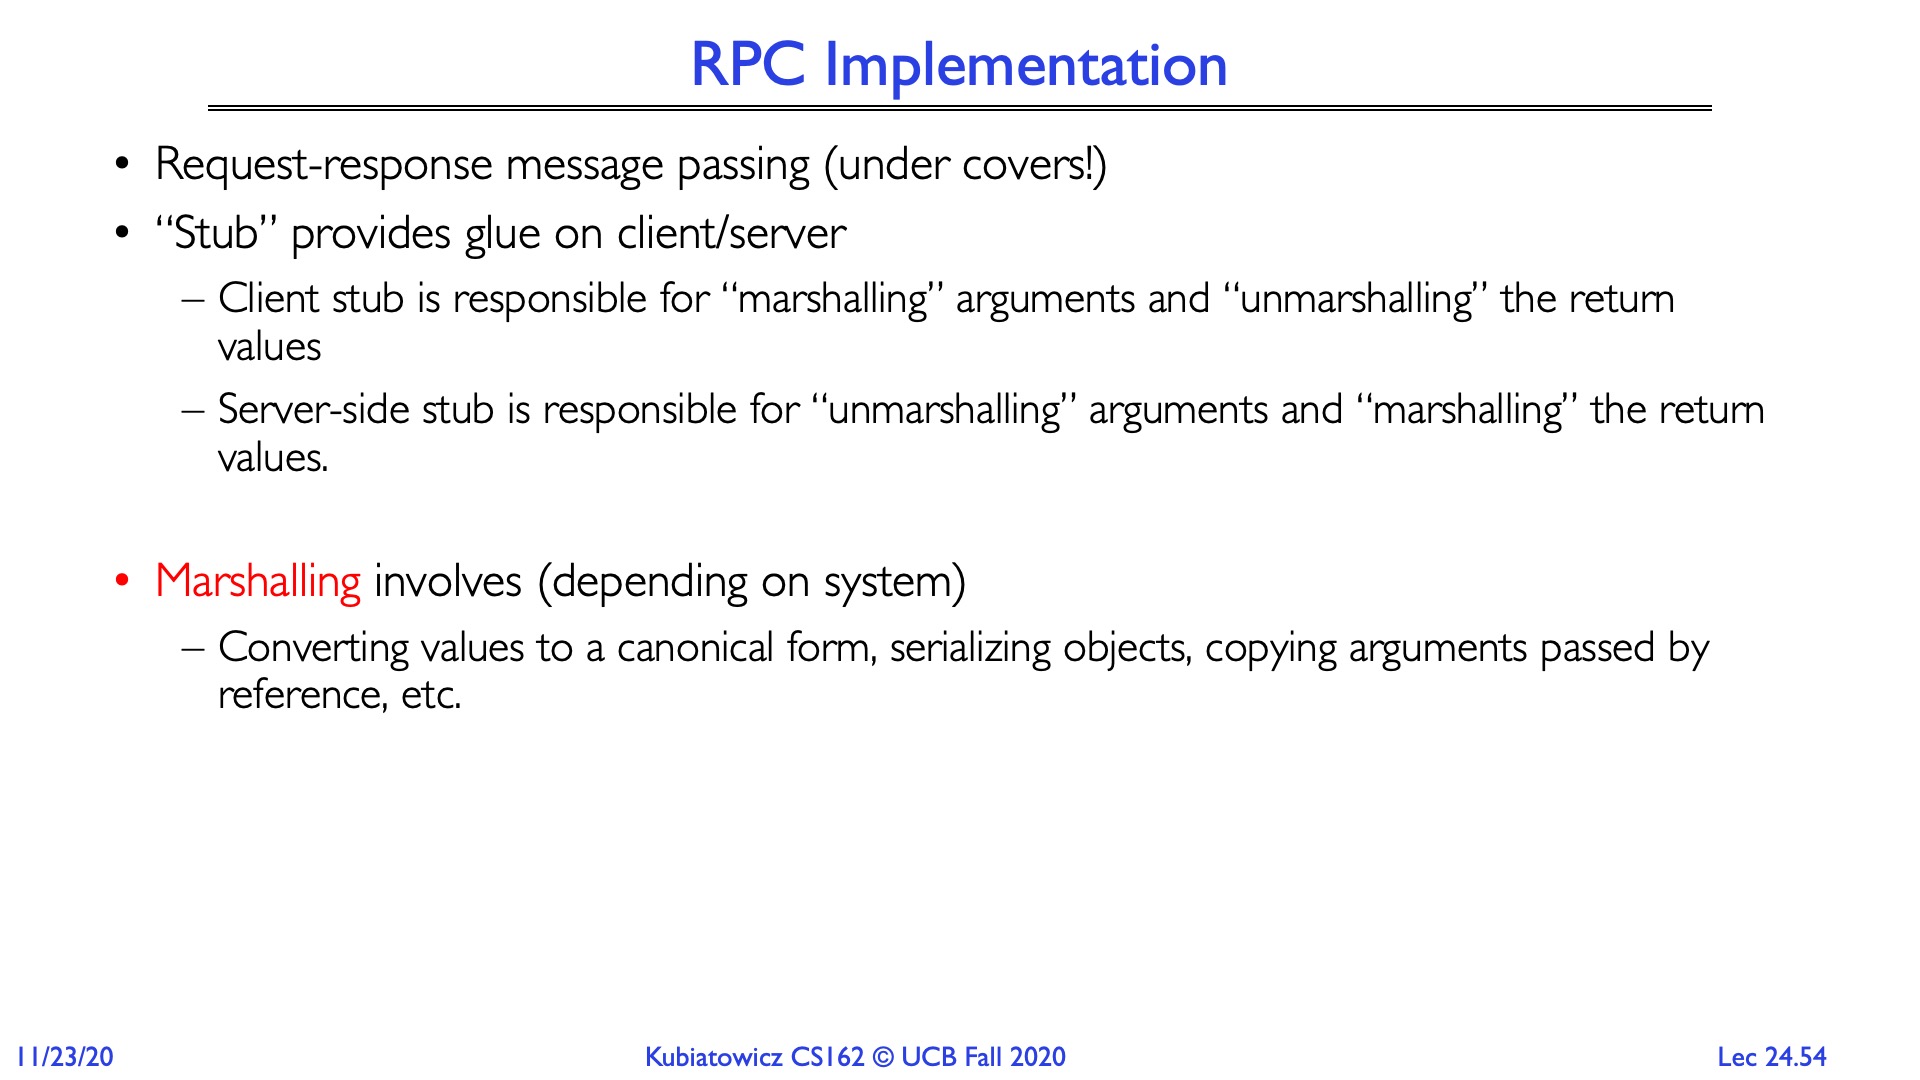 RPC Implementation
• Request-response message passing (under covers!)
• “Stub” provides glue on client/server
– Client stub is responsible for “marshalling” arguments and “unmarshalling” the return
values
– Server-side stub is responsible for “unmarshalling” arguments and “marshalling” the return
values.
• Marshalling involves (depending on system)
– Converting values to a canonical form, serializing objects, copying arguments passed by
reference, etc.
11/23/20
Kubiatowicz CS162 © UCB Fall 2020
Lec 24.54